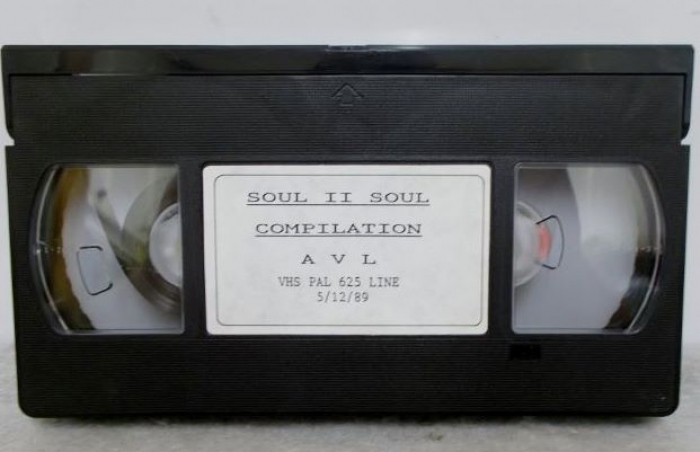 SOUL II SOUL
COMPILATION
A V L
VHS PAL 625 LINE
5/12/89